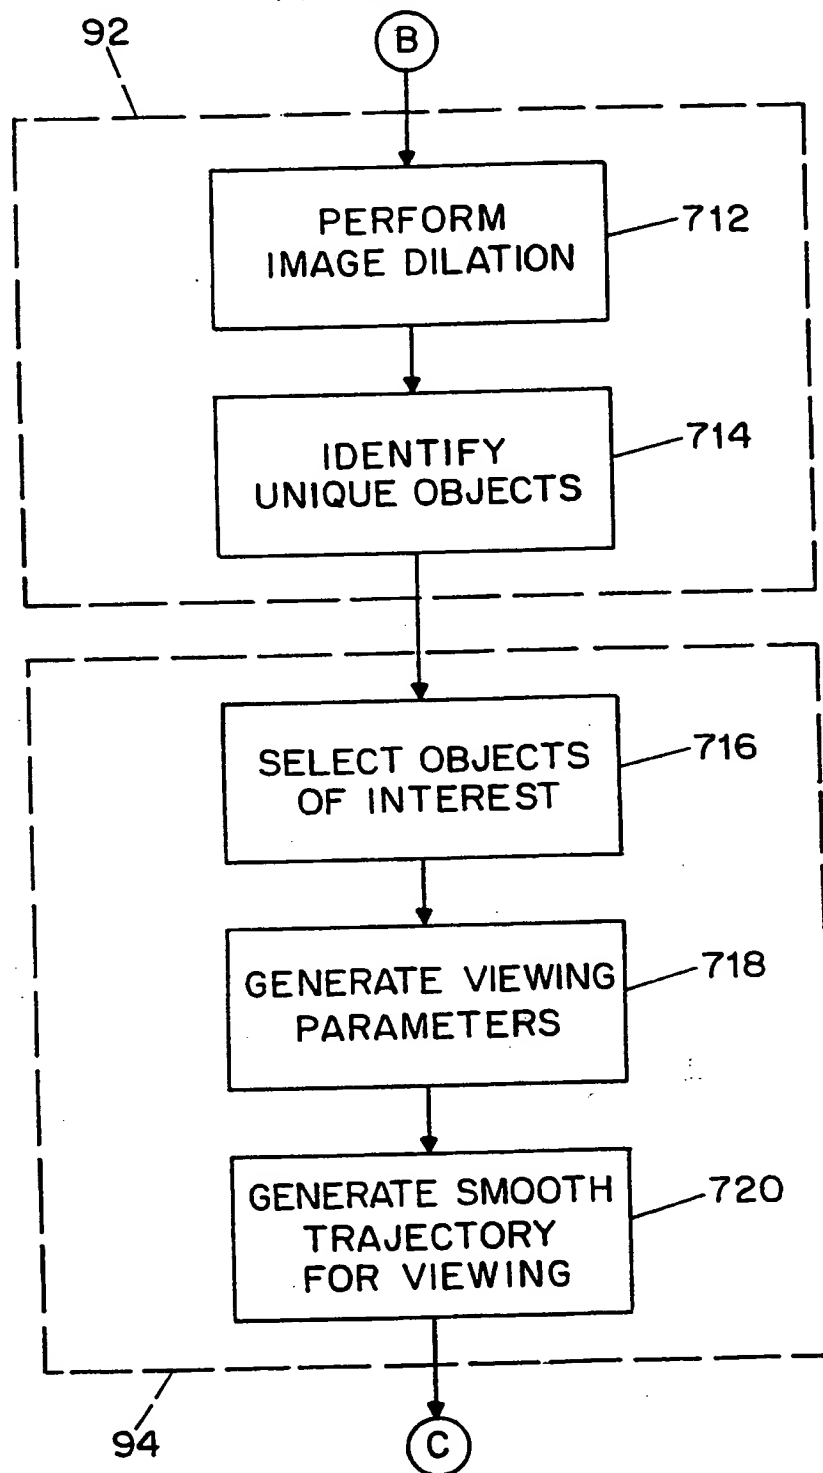 92
B
PERFORM
IMAGE DILATION
712
IDENTIFY
UNIQUE OBJECTS
714
SELECT OBJECTS
OF INTEREST
716
GENERATE VIEWING
PARAMETERS
718
GENERATE SMOOTH
TRAJECTORY
FOR VIEWING
720
94
C